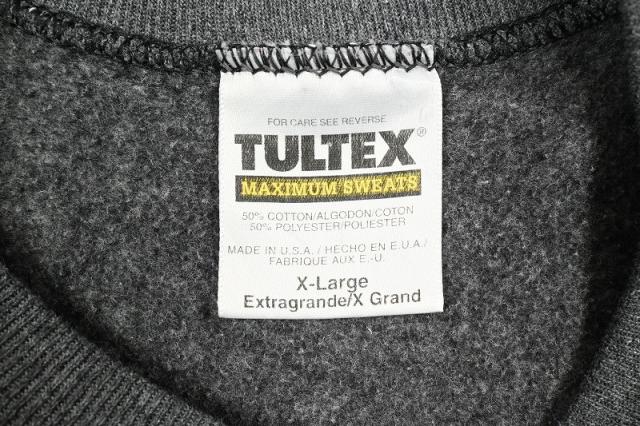 FOR CARE SEE REVERSE
TULTEX®
MAXIMUM SWEATS
50% COTTON/ALGODON/COTON
50% POLYESTER/POLIESTER
MADE IN U.S.A. / HECHO EN E.U.A./
FABRIQUE AUX E.-U.
X-Large
Extragrande/X Grand